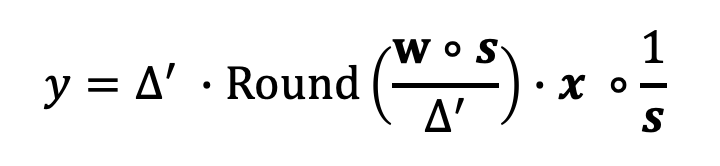 y = Δ′ · Round(w ∘ s / Δ′) · x ∘ 1/s